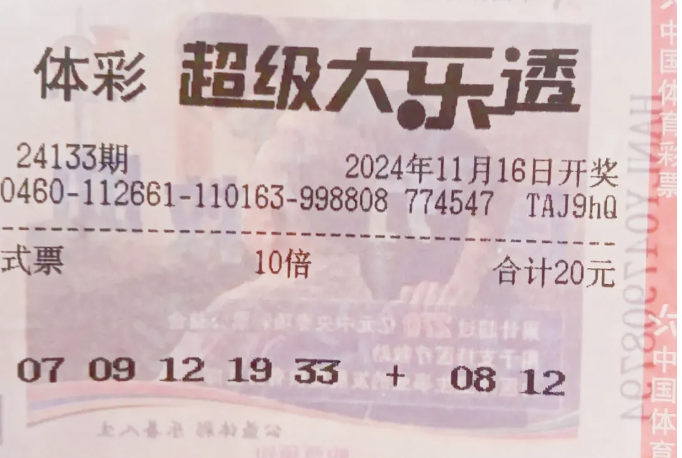 体彩 超级大乐透
24133期 2024年11月16日开奖
0460-112661-110163-998808 774547 TAJ9hQ
式票 10倍 合计20元
07 09 12 19 33 + 08 12
中国体育彩票
中国体育